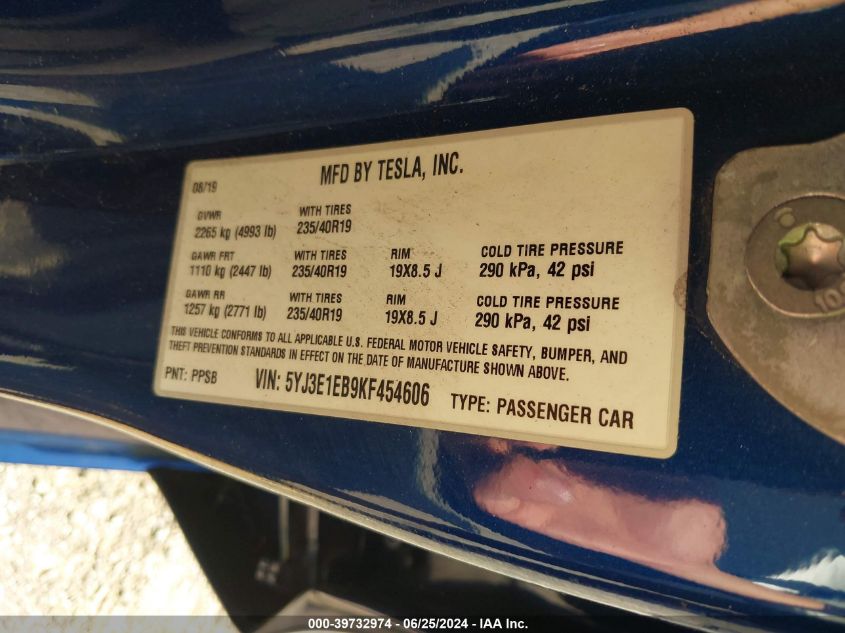 MFD BY TESLA, INC.
08/19
GVWR WITH TIRES
2265 kg (4993 lb) 235/40R19
GAWR FRT WITH TIRES RIM COLD TIRE PRESSURE
1110 kg (2447 lb) 235/40R19 19X8.5 J 290 kPa, 42 psi
GAWR RR WITH TIRES RIM COLD TIRE PRESSURE
1257 kg (2771 lb) 235/40R19 19X8.5 J 290 kPa, 42 psi
THIS VEHICLE CONFORMS TO ALL APPLICABLE U.S. FEDERAL MOTOR VEHICLE SAFETY, BUMPER, AND
THEFT PREVENTION STANDARDS IN EFFECT ON THE DATE OF MANUFACTURE SHOWN ABOVE.
PNT: PPSB VIN: 5YJ3E1EB9KF454606 TYPE: PASSENGER CAR
000-39732974 - 06/25/2024 - IAA Inc.